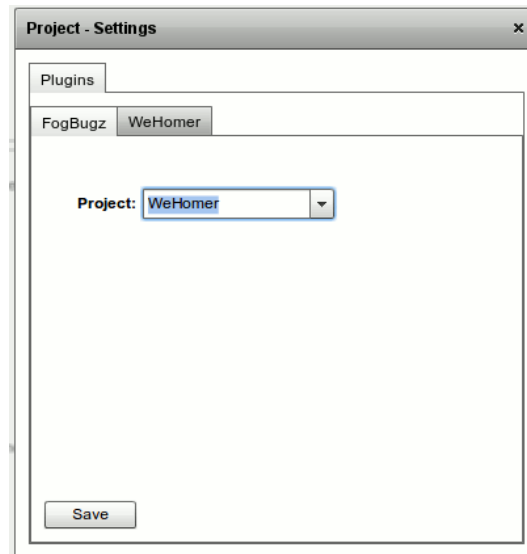 Project - Settings ×
Plugins
FogBugz WeHomer
Project: WeHomer
Save